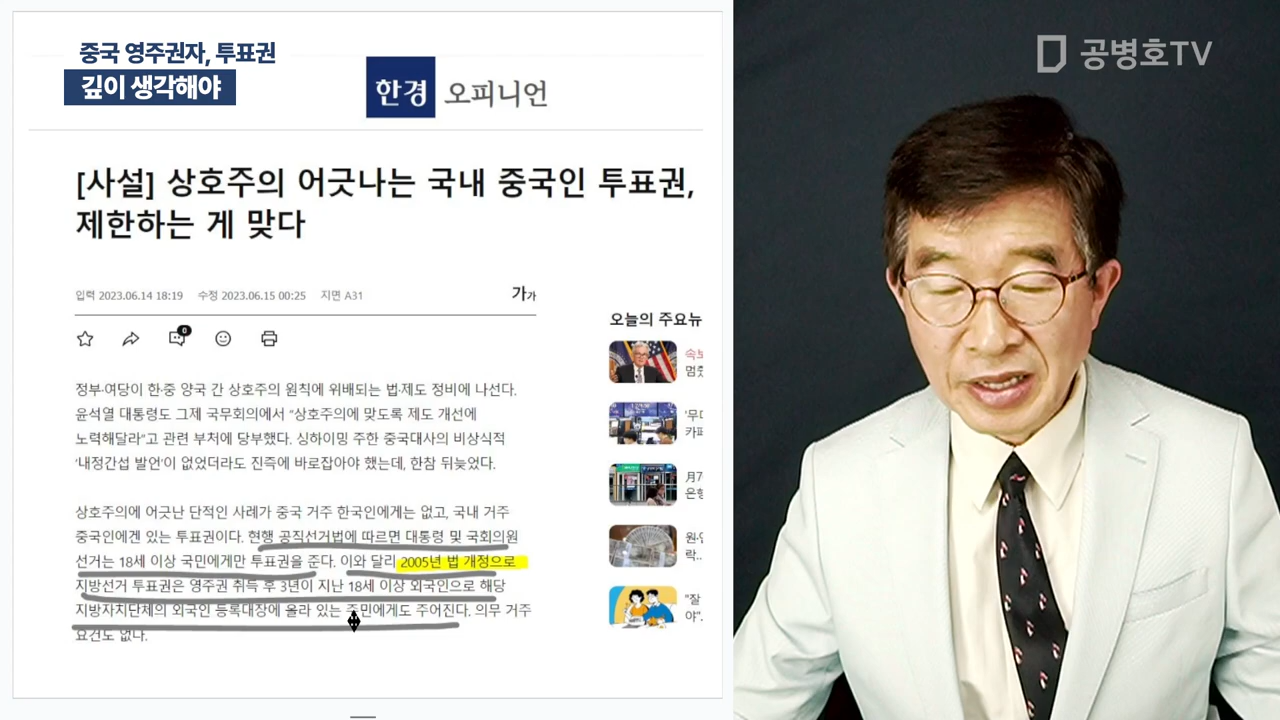 중국 영주권자, 투표권
깊이 생각해야
공병호TV
한경 오피니언
[사설] 상호주의 어긋나는 국내 중국인 투표권,
제한하는 게 맞다
입력 2023.06.14 18:19 수정 2023.06.15 00:25 지면 A31
가가
0
정부·여당이 한·중 양국 간 상호주의 원칙에 위배되는 법·제도 정비에 나선다.
윤석열 대통령도 그제 국무회의에서 “상호주의에 맞도록 제도 개선에
노력해달라”고 관련 부처에 당부했다. 싱하이밍 주한 중국대사의 비상식적
‘내정간섭 발언’이 없었더라도 진즉에 바로잡아야 했는데, 한참 뒤늦었다.
상호주의에 어긋난 단적인 사례가 중국 거주 한국인에게는 없고, 국내 거주
중국인에겐 있는 투표권이다. 현행 공직선거법에 따르면 대통령 및 국회의원
선거는 18세 이상 국민에게만 투표권을 준다. 이와 달리 2005년 법 개정으로
지방선거 투표권은 영주권 취득 후 3년이 지난 18세 이상 외국인으로 해당
지방자치단체의 외국인 등록대장에 올라 있는 주민에게도 주어진다. 의무 거주
요건도 없다.
오늘의 주요뉴
속보
멈췄
'무디
카페
月7
은행
원·엔
락..
"잘
야".